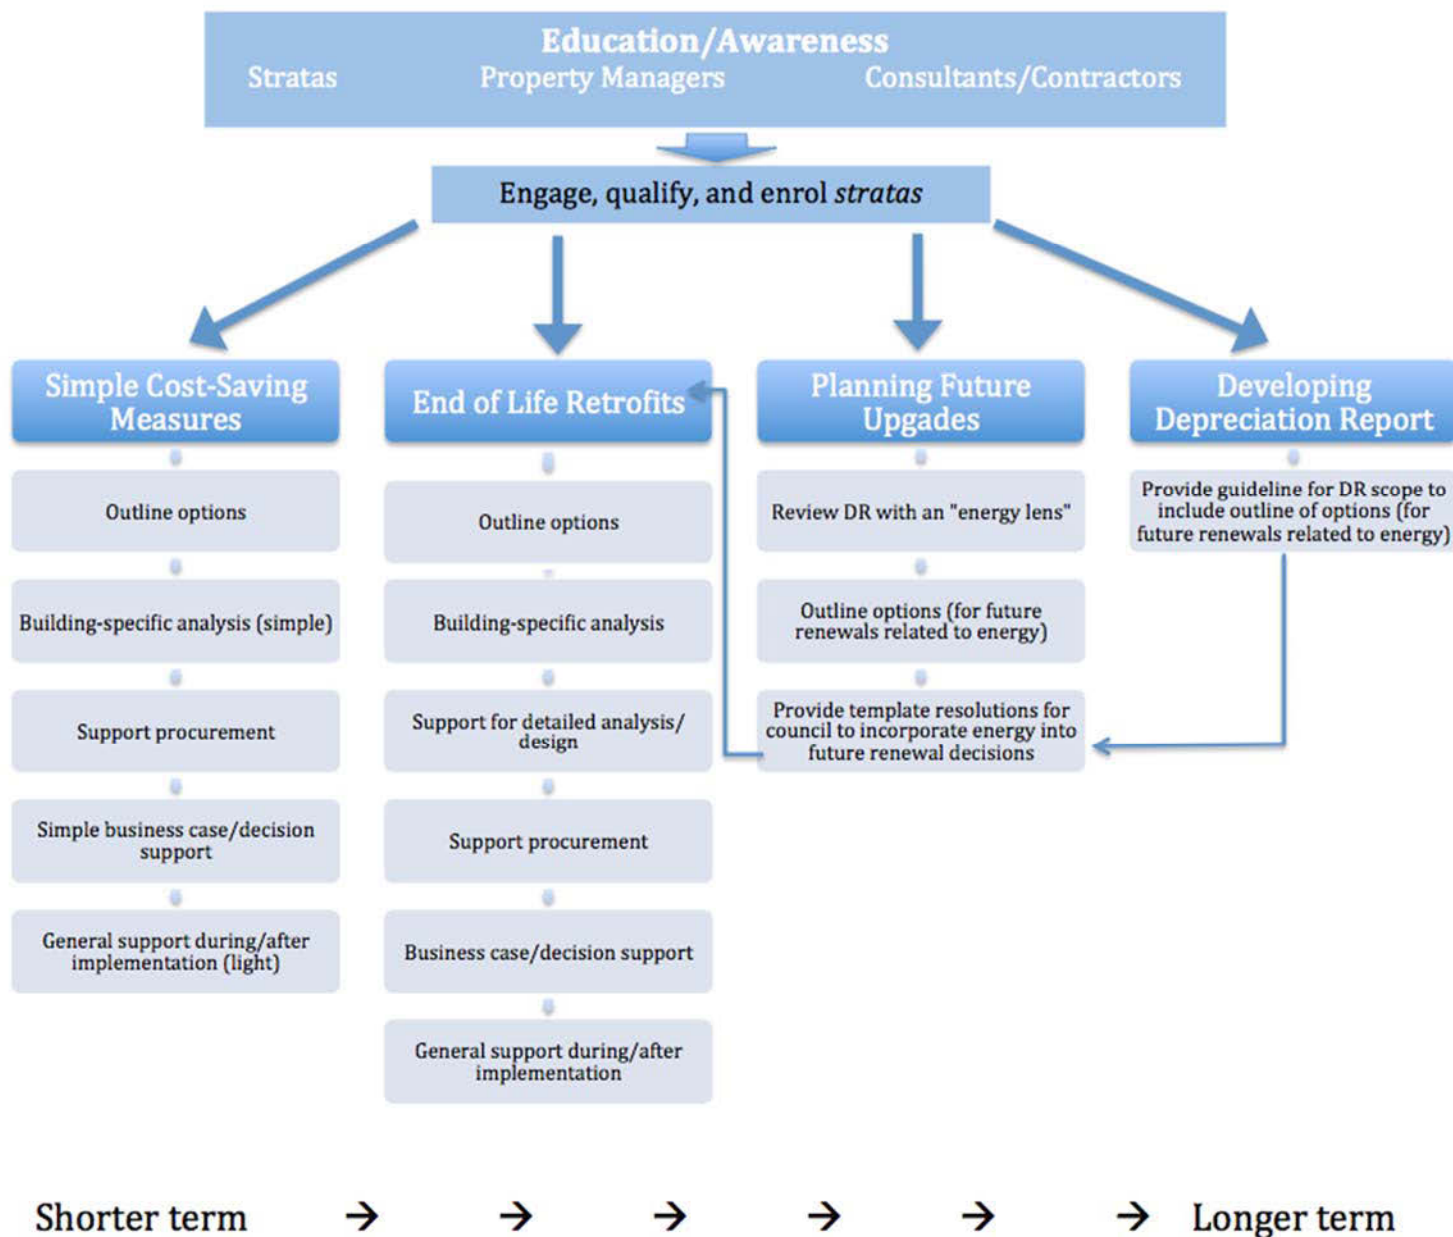 Education/Awareness
Stratas Property Managers Consultants/Contractors
Engage, qualify, and enrol stratas
Simple Cost-Saving
Measures
Outline options
Building-specific analysis (simple)
Support procurement
Simple business case/decision
support
General support during/after
implementation (light)
End of Life Retrofits
Outline options
Building-specific analysis
Support for detailed analysis/
design
Support procurement
Business case/decision support
General support during/after
implementation
Planning Future
Upgades
Review DR with an "energy lens"
Outline options (for future
renewals related to energy)
Provide template resolutions for
council to incorporate energy into
future renewal decisions
Developing
Depreciation Report
Provide guideline for DR scope to
include outline of options (for
future renewals related to energy)
Shorter term → → → → → → Longer term